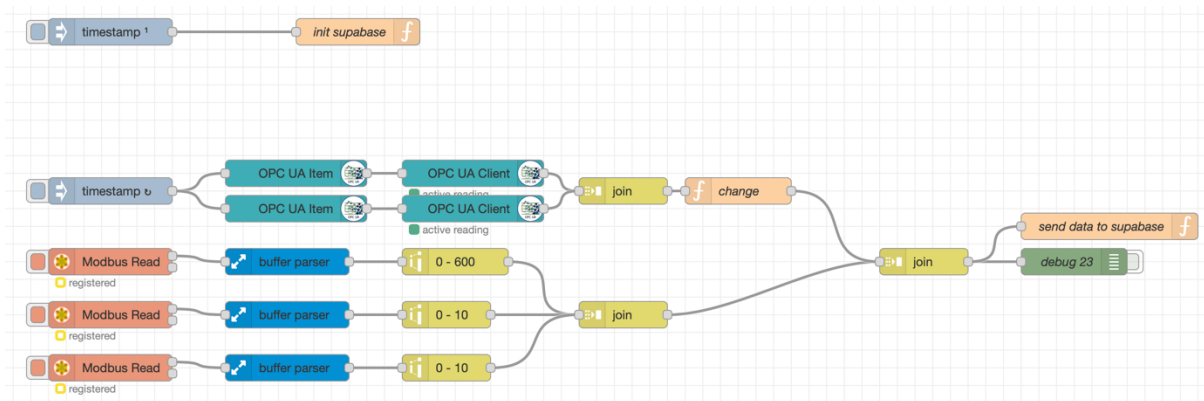 timestamp ¹
init supabase
timestamp ↻
OPC UA Item
OPC UA Client
active reading
OPC UA Item
OPC UA Client
active reading
join
change
send data to supabase
Modbus Read
registered
buffer parser
0 - 600
join
debug 23
Modbus Read
registered
buffer parser
0 - 10
join
Modbus Read
registered
buffer parser
0 - 10